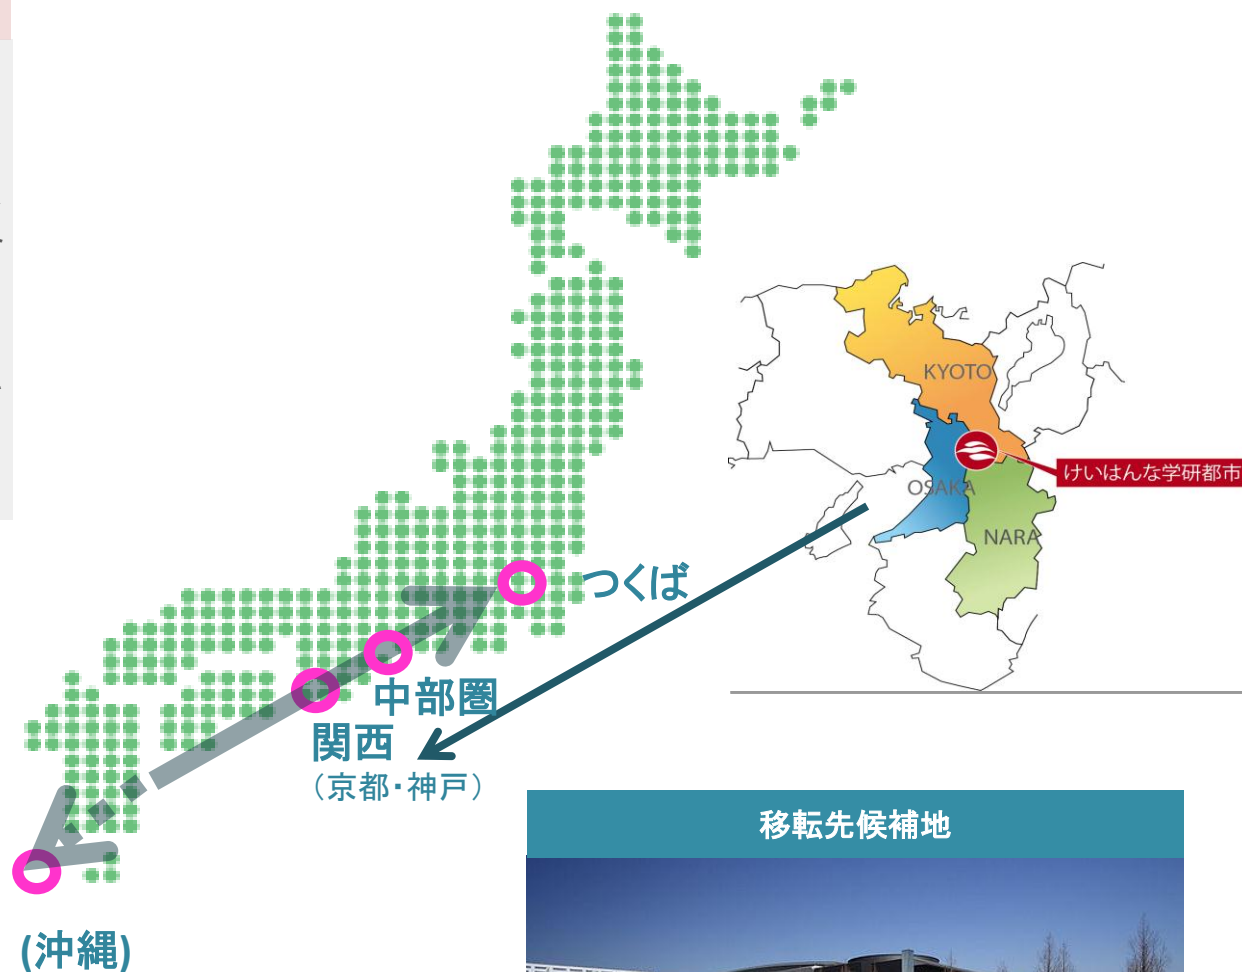 KYOTO
けいはんな学研都市
OSAKA
NARA
つくば
中部圏
関西
（京都・神戸）
移転先候補地
(沖縄)